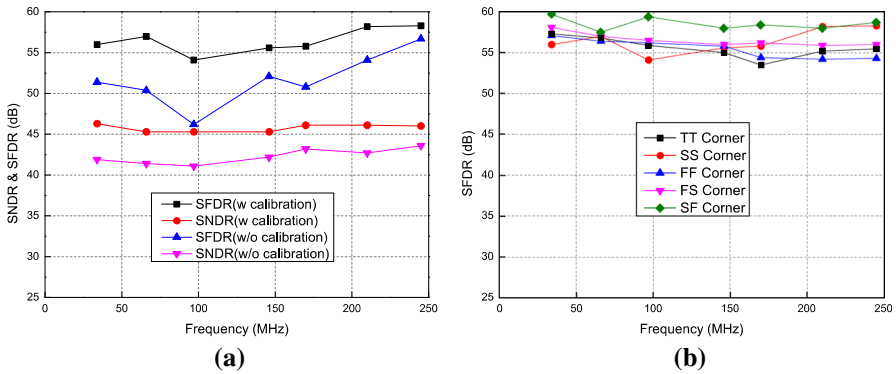 60
55
50
45
40
35
30
25
SNDR & SFDR (dB)
SFDR(w calibration)
SNDR(w calibration)
SFDR(w/o calibration)
SNDR(w/o calibration)
0 50 100 150 200 250
Frequency (MHz)
(a)
60
55
50
45
40
35
30
25
SFDR (dB)
TT Corner
SS Corner
FF Corner
FS Corner
SF Corner
0 50 100 150 200 250
Frequency (MHz)
(b)